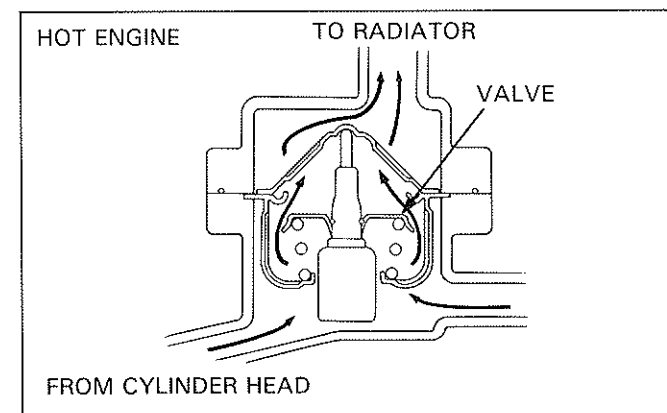 HOT ENGINE
TO RADIATOR
VALVE
FROM CYLINDER HEAD